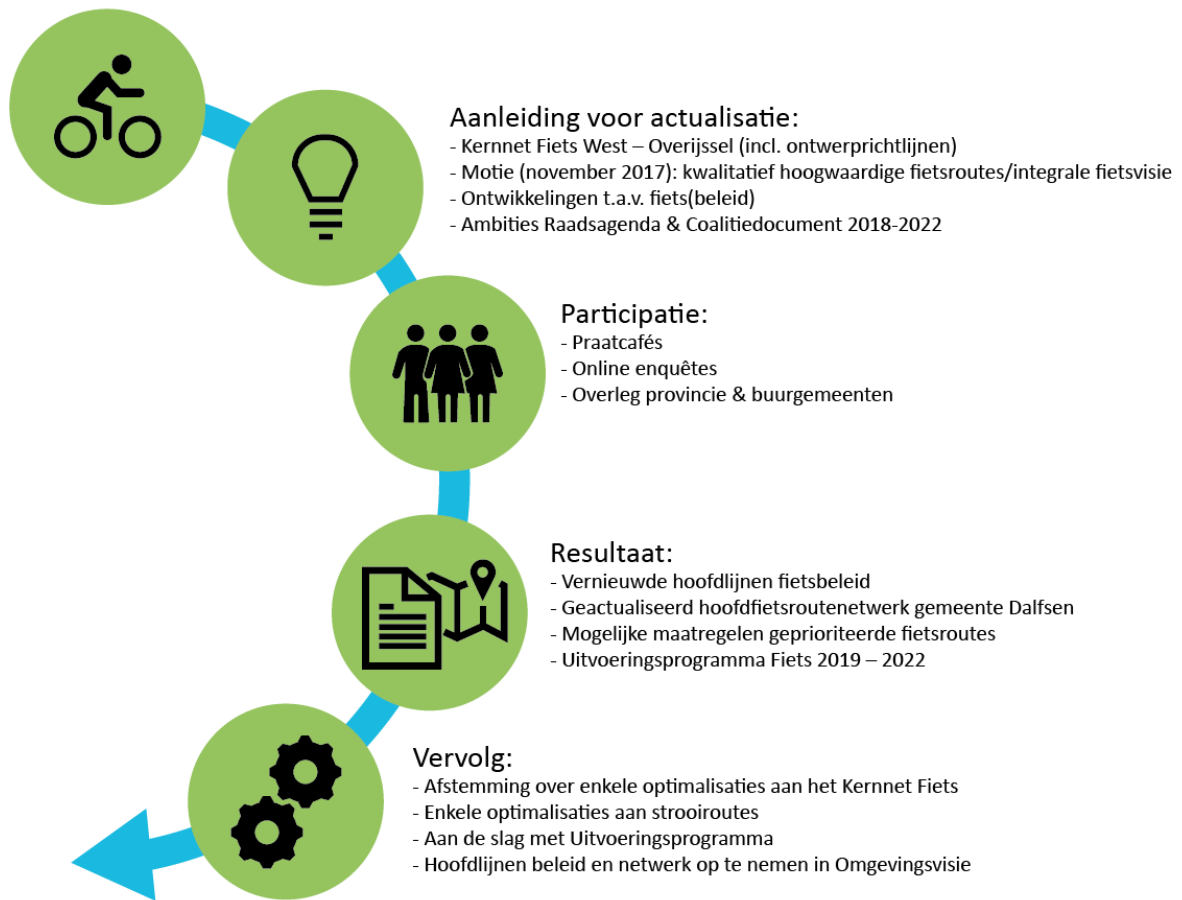 Aanleiding voor actualisatie:
- Kernnet Fiets West – Overijssel (incl. ontwerprichtlijnen)
- Motie (november 2017): kwalitatief hoogwaardige fietsroutes/integrale fietsvisie
- Ontwikkelingen t.a.v. fiets(beleid)
- Ambities Raadsagenda & Coalitiedocument 2018-2022
Participatie:
- Praatcafés
- Online enquêtes
- Overleg provincie & buurgemeenten
Resultaat:
- Vernieuwde hoofdlijnen fietsbeleid
- Geactualiseerd hoofdfietsroutenetwerk gemeente Dalfsen
- Mogelijke maatregelen geprioriteerde fietsroutes
- Uitvoeringsprogramma Fiets 2019 – 2022
Vervolg:
- Afstemming over enkele optimalisaties aan het Kernnet Fiets
- Enkele optimalisaties aan strooiroutes
- Aan de slag met Uitvoeringsprogramma
- Hoofdlijnen beleid en netwerk op te nemen in Omgevingsvisie